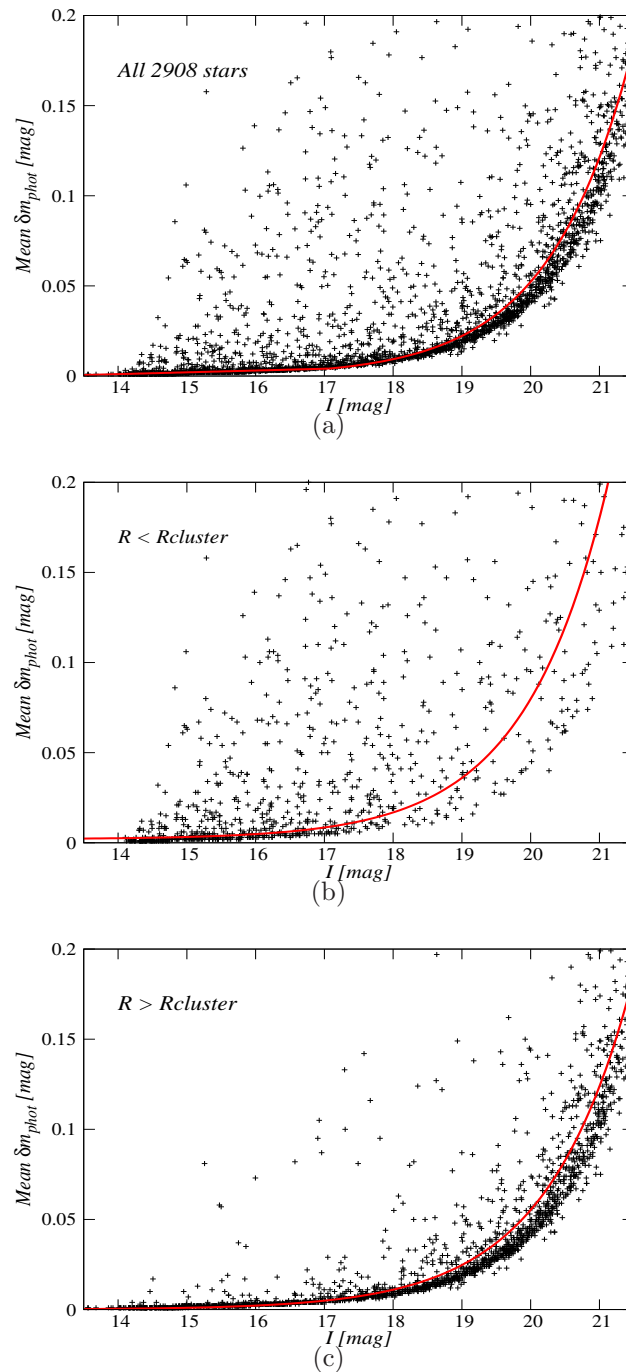 0.2
All 2908 stars
0.15
0.1
0.05
0
Mean δm_phot [mag]
14 15 16 17 18 19 20 21
I [mag]
(a)
0.2
R < Rcluster
0.15
0.1
0.05
0
Mean δm_phot [mag]
14 15 16 17 18 19 20 21
I [mag]
(b)
0.2
R > Rcluster
0.15
0.1
0.05
0
Mean δm_phot [mag]
14 15 16 17 18 19 20 21
I [mag]
(c)